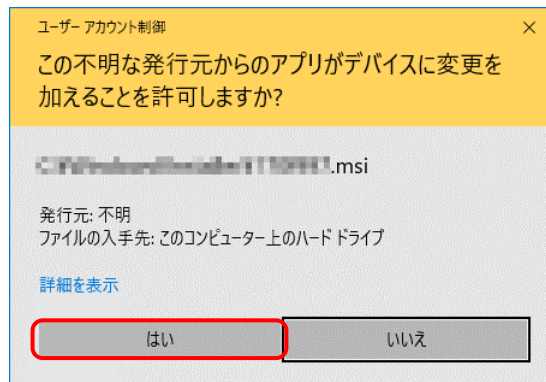 ユーザー アカウント制御
この不明な発行元からのアプリがデバイスに変更を
加えることを許可しますか?
.msi
発行元: 不明
ファイルの入手先: このコンピューター上のハード ドライブ
詳細を表示
はい
いいえ